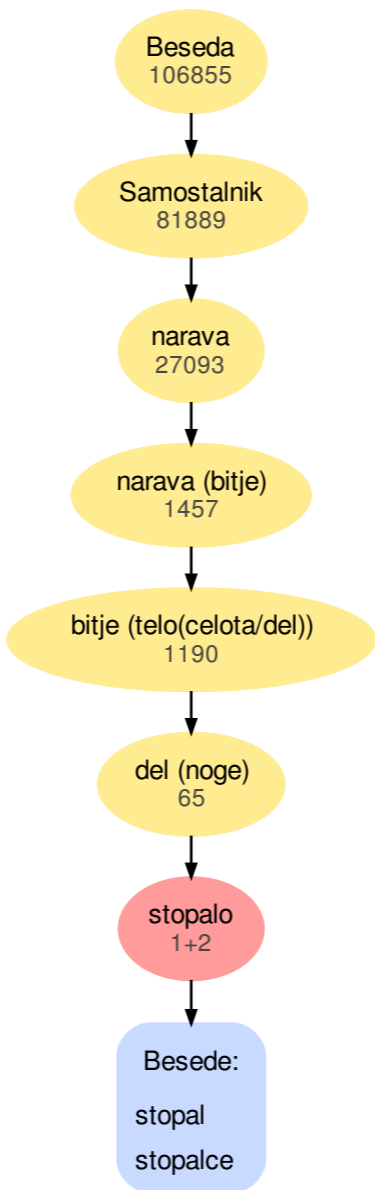 Beseda
106855
Samostalnik
81889
narava
27093
narava (bitje)
1457
bitje (telo(celota/del))
1190
del (noge)
65
stopalo
1+2
Besede:
stopal
stopalce